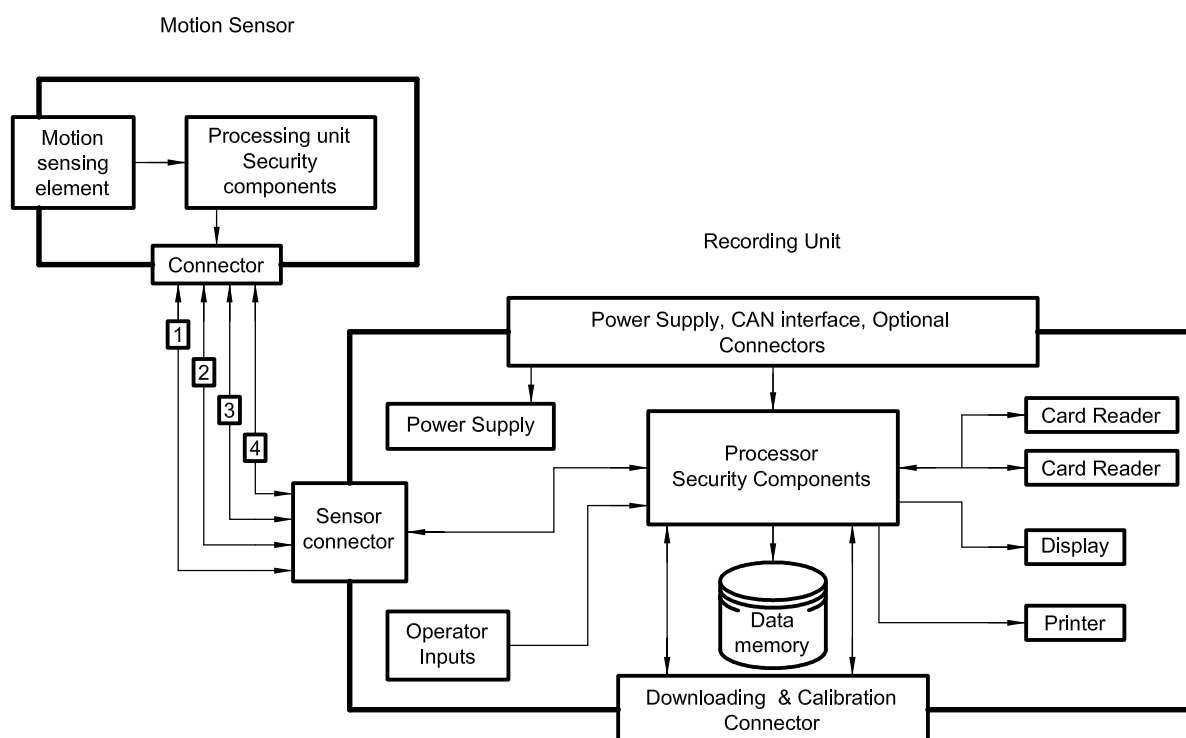 Motion Sensor
Motion
sensing
element
Processing unit
Security
components
Connector
1
2
3
4
Recording Unit
Power Supply, CAN interface, Optional
Connectors
Power Supply
Processor
Security Components
Card Reader
Card Reader
Sensor
connector
Display
Data
memory
Operator
Inputs
Printer
Downloading & Calibration
Connector